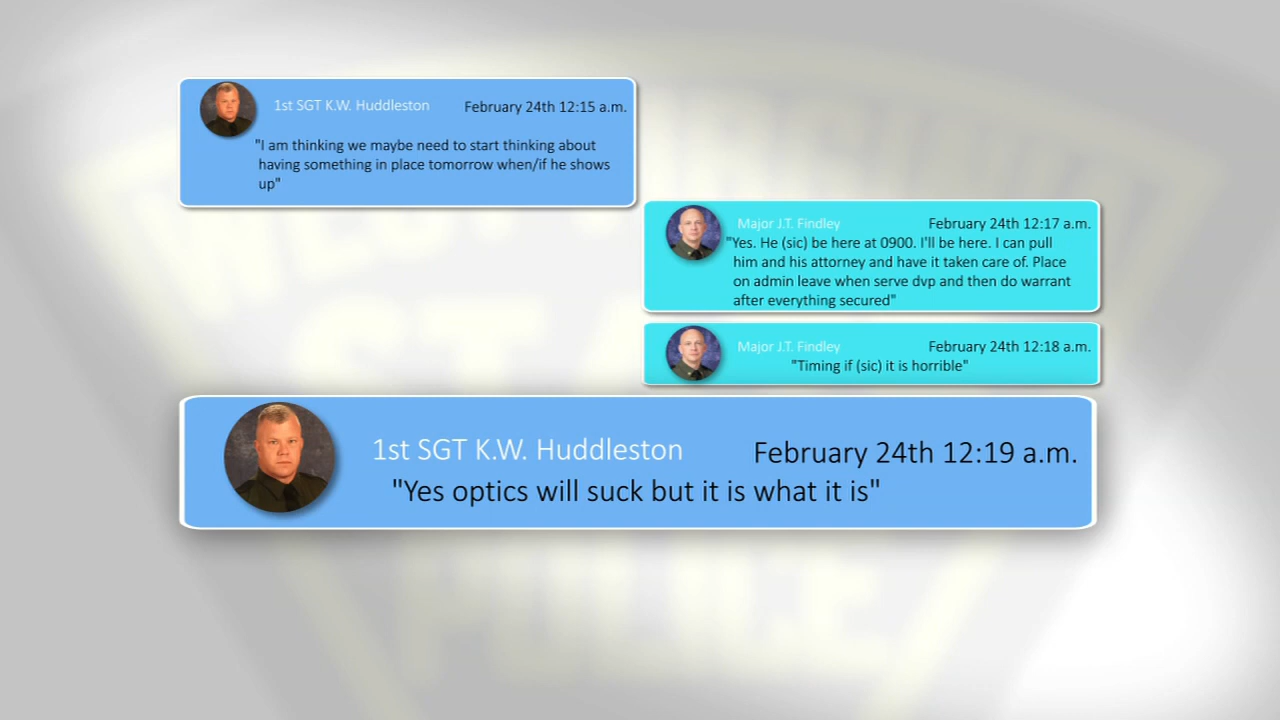 1st SGT K.W. Huddleston February 24th 12:15 a.m.
"I am thinking we maybe need to start thinking about
having something in place tomorrow when/if he shows
up"
Major J.T. Findley February 24th 12:17 a.m.
"Yes. He (sic) be here at 0900. I'll be here. I can pull
him and his attorney and have it taken care of. Place
on admin leave when serve dvp and then do warrant
after everything secured"
Major J.T. Findley February 24th 12:18 a.m.
"Timing if (sic) it is horrible"
1st SGT K.W. Huddleston February 24th 12:19 a.m.
"Yes optics will suck but it is what it is"